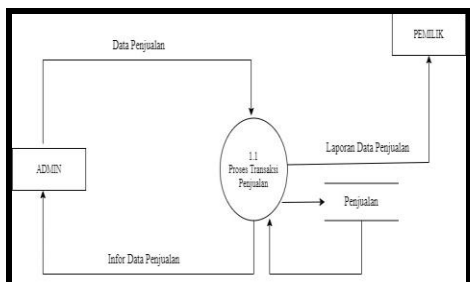 Data Penjualan
PEMILIK
1.1
Proses Transaksi
Penjualan
Laporan Data Penjualan
ADMIN
Penjualan
Infor Data Penjualan